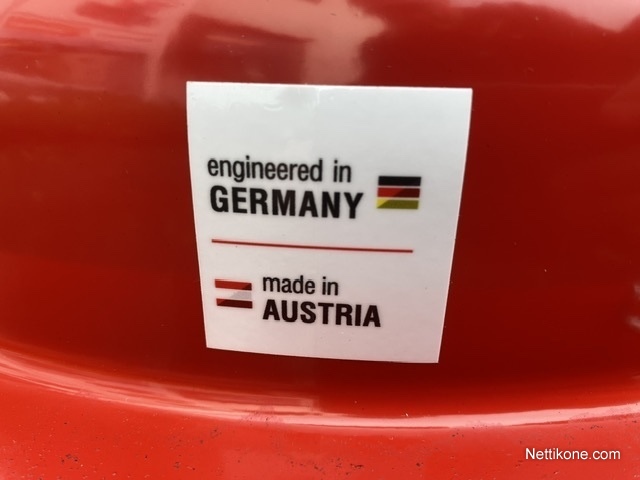 engineered in
GERMANY
made in
AUSTRIA
Nettikone.com